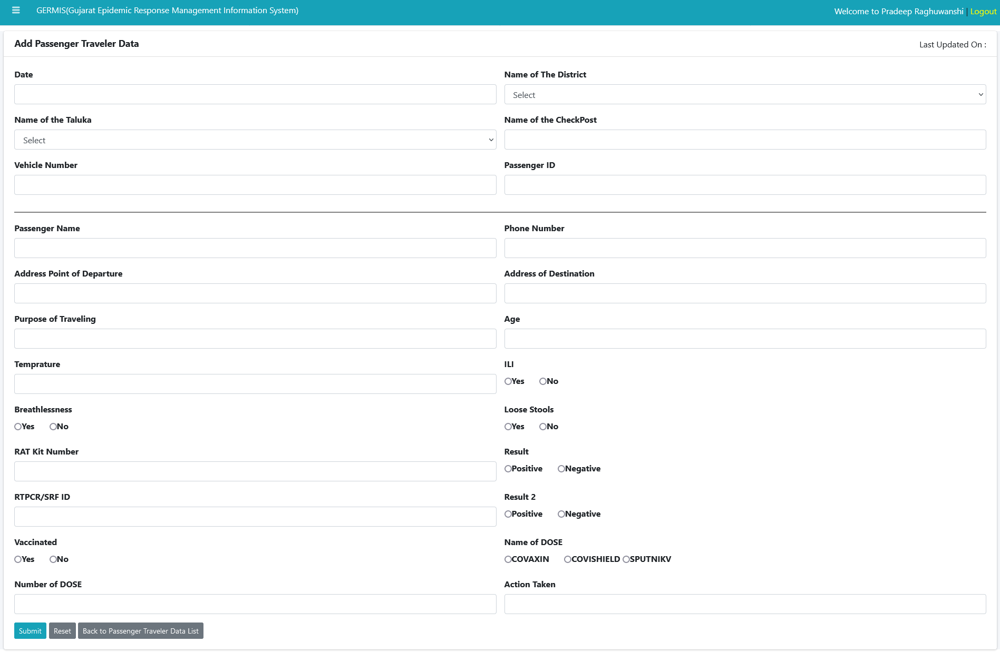 GERMIS(Gujarat Epidemic Response Management Information System)
Welcome to Pradeep Raghuwanshi | Logout
Add Passenger Traveler Data
Last Updated On :
Date
Name of The District
Select
Name of the Taluka
Name of the CheckPost
Select
Vehicle Number
Passenger ID
Passenger Name
Phone Number
Address Point of Departure
Address of Destination
Purpose of Traveling
Age
Temprature
ILI
Yes No
Breathlessness
Loose Stools
Yes No
Yes No
RAT Kit Number
Result
Positive Negative
RTPCR/SRF ID
Result 2
Positive Negative
Vaccinated
Name of DOSE
Yes No
COVAXIN COVISHIELD SPUTNIKV
Number of DOSE
Action Taken
Submit Reset Back to Passenger Traveler Data List